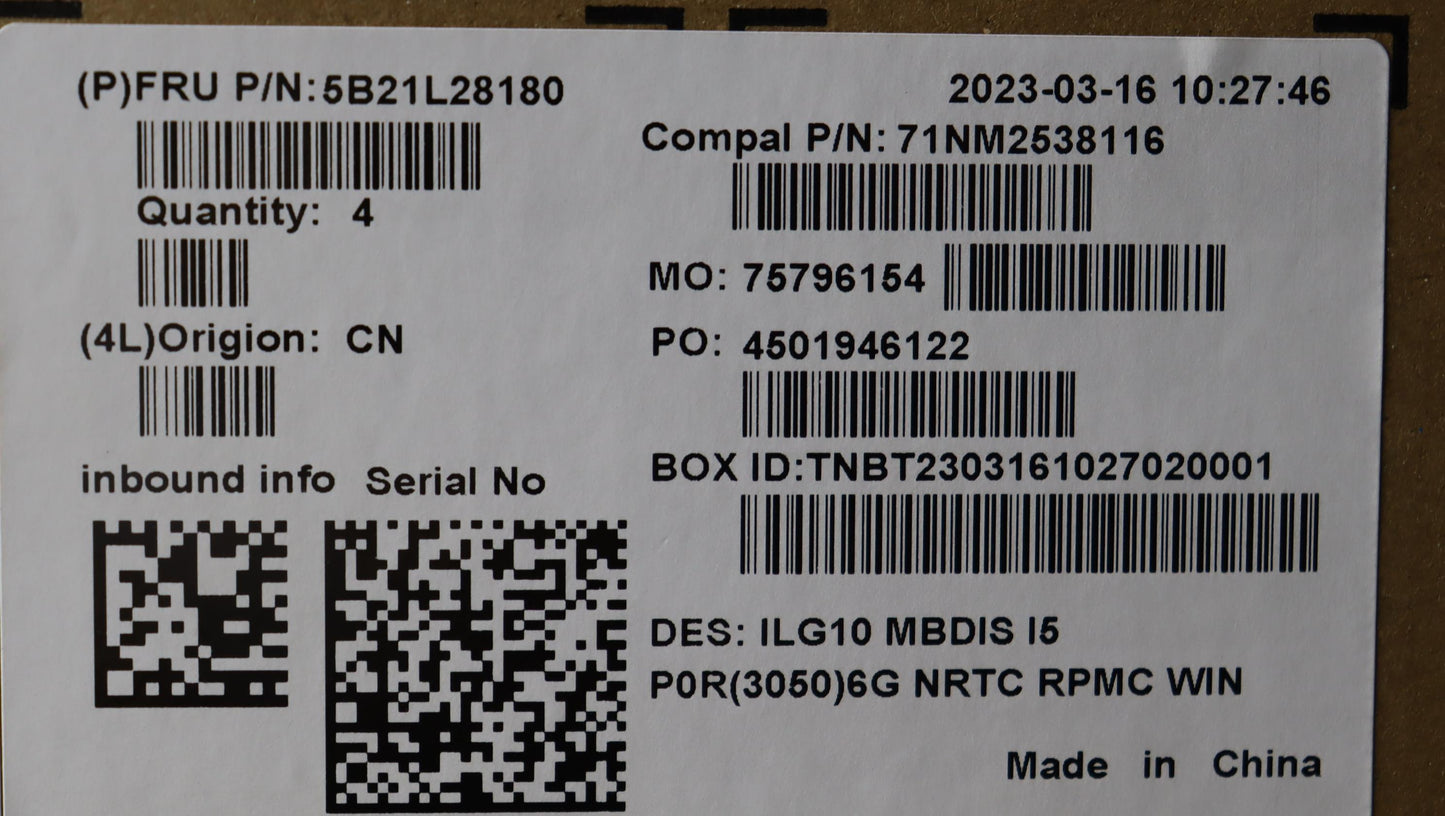 (P)FRU P/N:5B21L28180
2023-03-16 10:27:46
Compal P/N: 71NM2538116
Quantity: 4
MO: 75796154
(4L)Origion: CN
PO: 4501946122
BOX ID:TNBT2303161027020001
inbound info Serial No
DES: ILG10 MBDIS I5
P0R(3050)6G NRTC RPMC WIN
Made in China